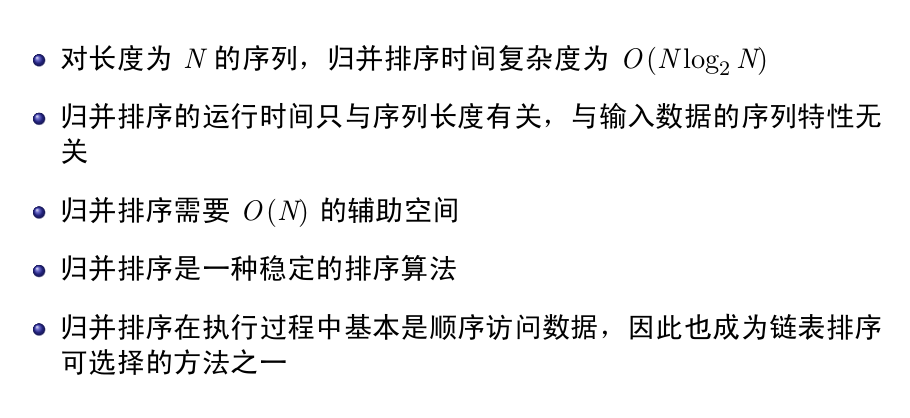 对长度为 N 的序列，归并排序时间复杂度为 O(N log₂ N)
归并排序的运行时间只与序列长度有关，与输入数据的序列特性无
关
归并排序需要 O(N) 的辅助空间
归并排序是一种稳定的排序算法
归并排序在执行过程中基本是顺序访问数据，因此也成为链表排序
可选择的方法之一